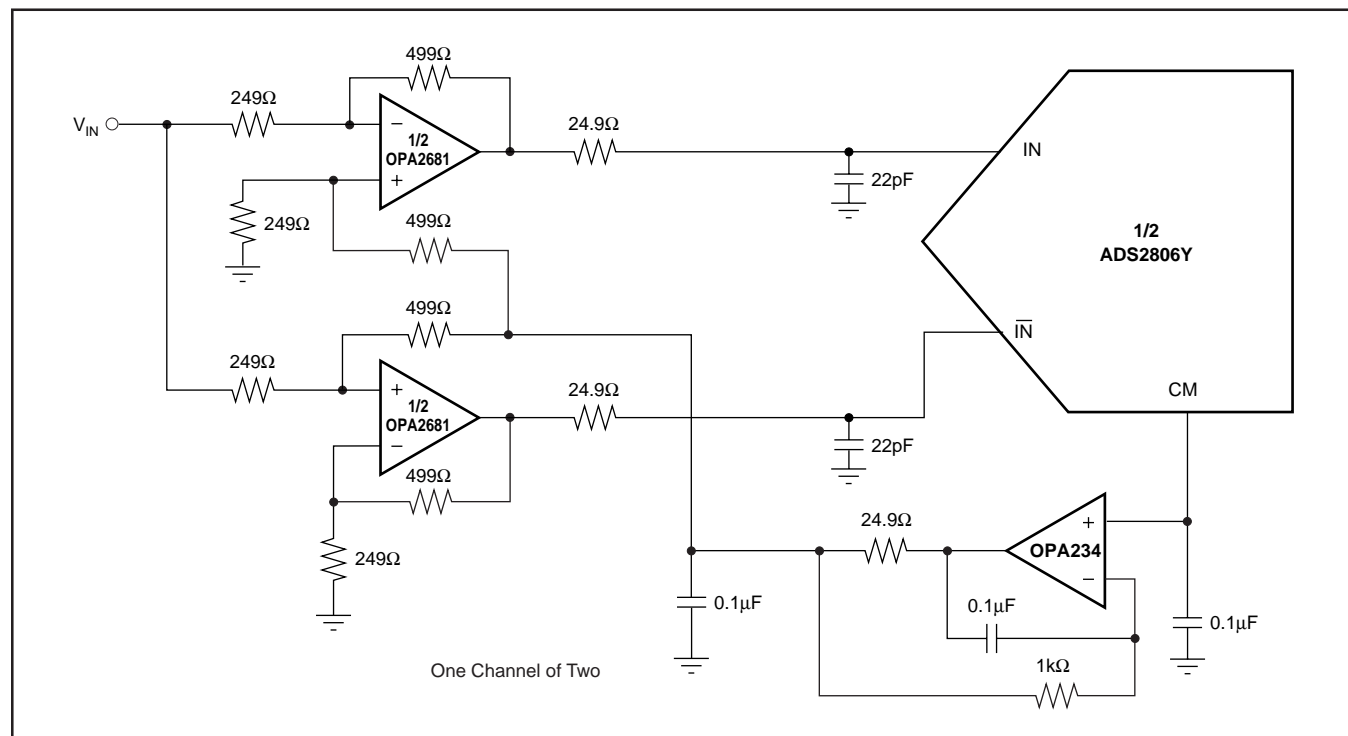 499Ω
249Ω
V_IN
1/2
OPA2681
−
+
24.9Ω
22pF
IN
249Ω
499Ω
1/2
ADS2806Y
499Ω
249Ω
+
1/2
OPA2681
−
24.9Ω
22pF
I̅N̅
CM
499Ω
249Ω
24.9Ω
+
OPA234
−
0.1µF
0.1µF
0.1µF
1kΩ
One Channel of Two